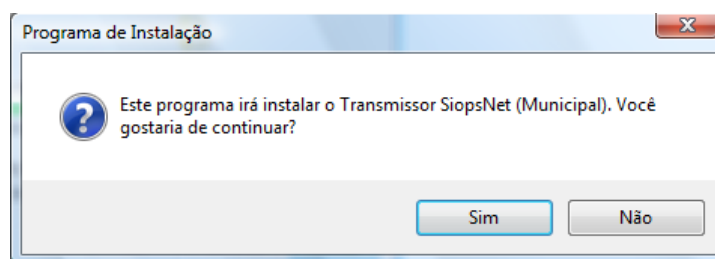 Programa de Instalação
Este programa irá instalar o Transmissor SiopsNet (Municipal). Você
gostaria de continuar?
Sim
Não